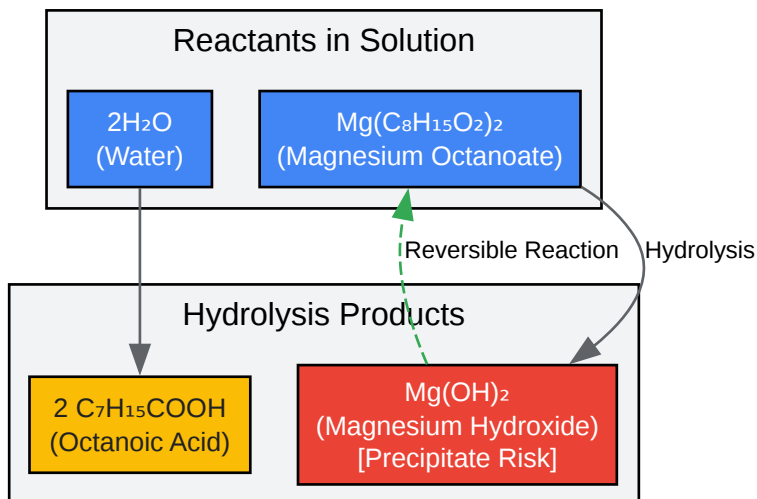 Reactants in Solution
2H₂O
(Water)
Mg(C₈H₁₅O₂)₂
(Magnesium Octanoate)
Reversible Reaction
Hydrolysis
Hydrolysis Products
2 C₇H₁₅COOH
(Octanoic Acid)
Mg(OH)₂
(Magnesium Hydroxide)
[Precipitate Risk]